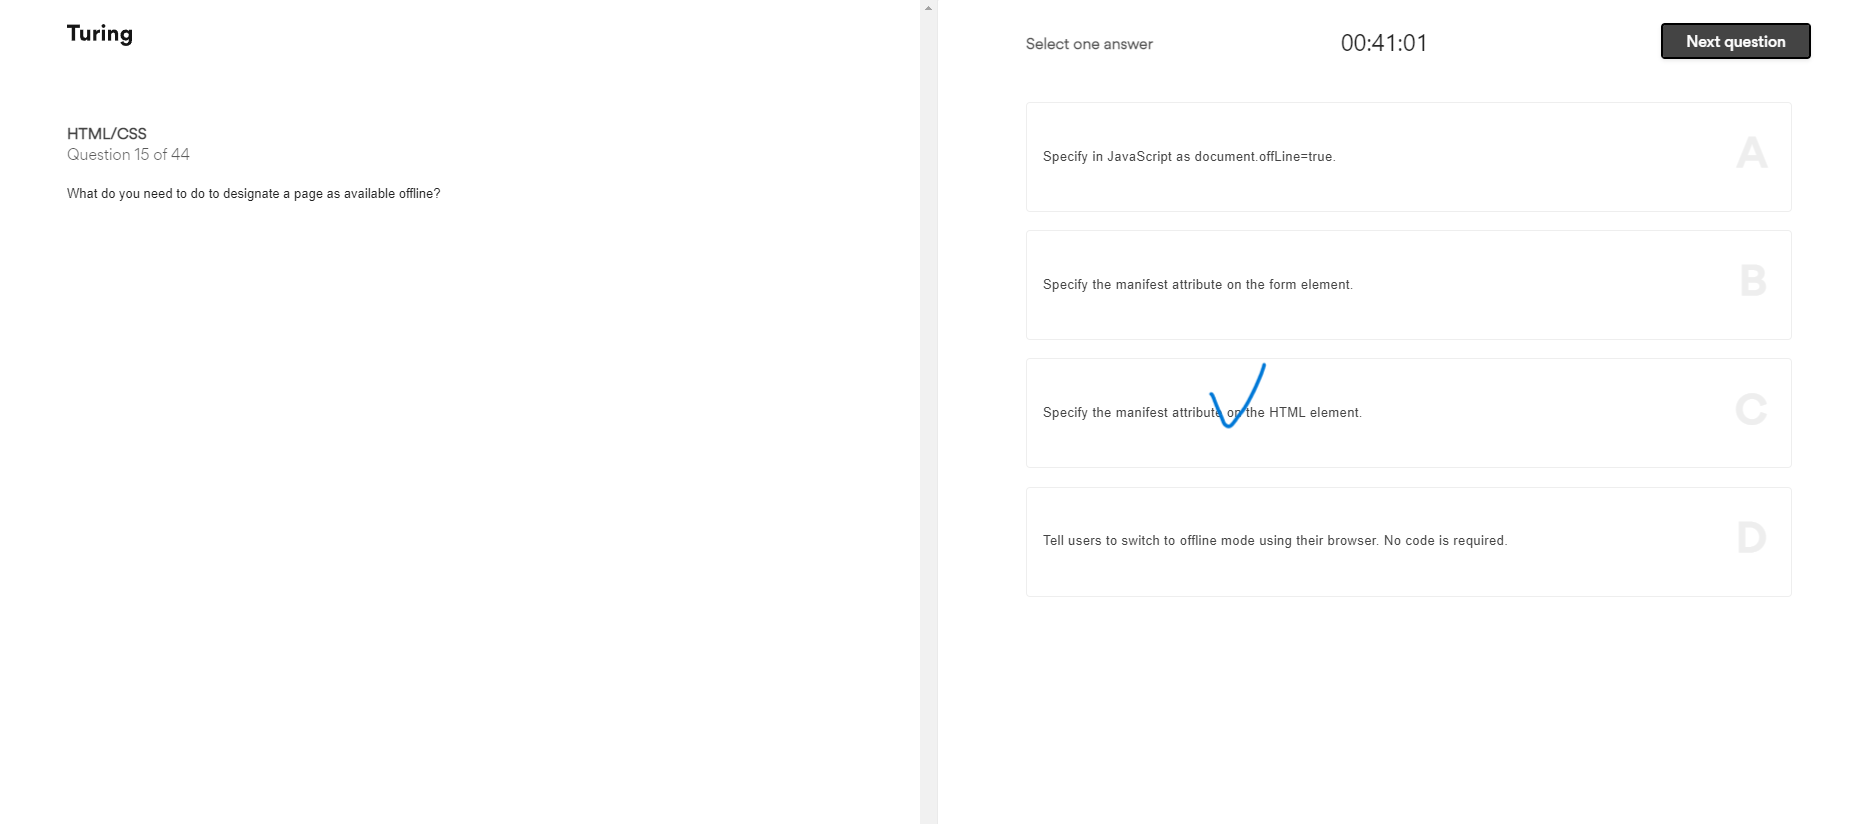 Turing
HTML/CSS
Question 15 of 44
What do you need to do to designate a page as available offline?
Select one answer
00:41:01
Next question
Specify in JavaScript as document.offLine=true.
A
Specify the manifest attribute on the form element.
B
Specify the manifest attribute on the HTML element.
C
Tell users to switch to offline mode using their browser. No code is required.
D